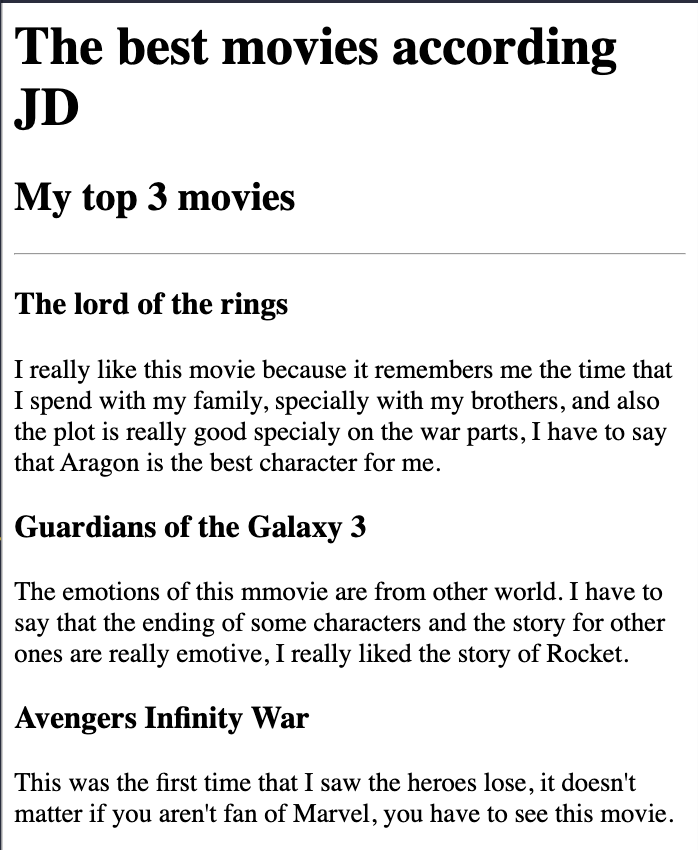 The best movies according
JD
My top 3 movies
The lord of the rings
I really like this movie because it remembers me the time that
I spend with my family, specially with my brothers, and also
the plot is really good specialy on the war parts, I have to say
that Aragon is the best character for me.
Guardians of the Galaxy 3
The emotions of this mmovie are from other world. I have to
say that the ending of some characters and the story for other
ones are really emotive, I really liked the story of Rocket.
Avengers Infinity War
This was the first time that I saw the heroes lose, it doesn't
matter if you aren't fan of Marvel, you have to see this movie.